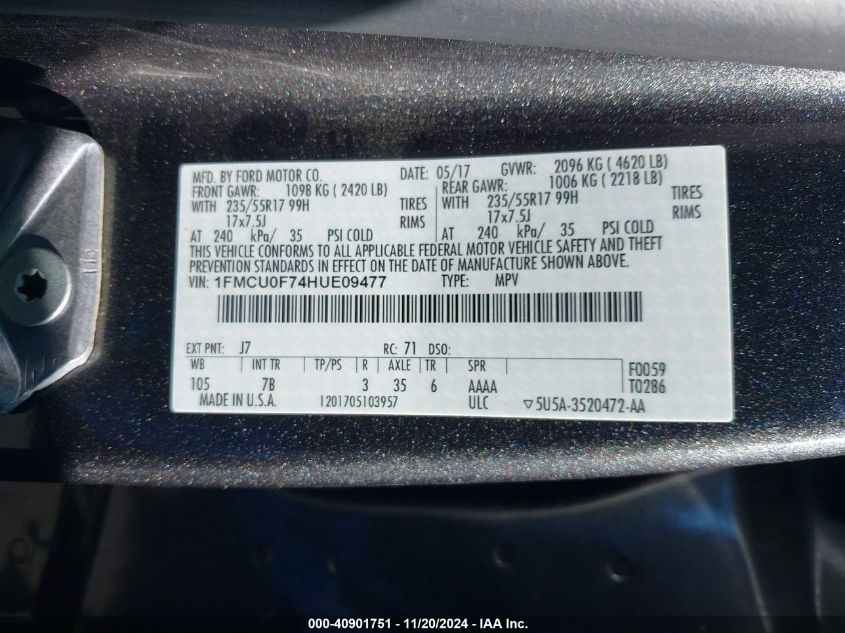 MFD. BY FORD MOTOR CO. DATE: 05/17 GVWR: 2096 KG ( 4620 LB)
FRONT GAWR: 1098 KG ( 2420 LB) REAR GAWR: 1006 KG ( 2218 LB)
WITH 235/55R17 99H TIRES WITH 235/55R17 99H TIRES
17x7.5J RIMS 17x7.5J RIMS
AT 240 kPa/ 35 PSI COLD AT 240 kPa/ 35 PSI COLD
THIS VEHICLE CONFORMS TO ALL APPLICABLE FEDERAL MOTOR VEHICLE SAFETY AND THEFT
PREVENTION STANDARDS IN EFFECT ON THE DATE OF MANUFACTURE SHOWN ABOVE.
VIN: 1FMCU0F74HUE09477 TYPE: MPV
EXT PNT: J7 RC: 71 DSO:
WB INT TR TP/PS R AXLE TR SPR F0059
105 7B 3 35 6 AAAA T0286
MADE IN U.S.A. 1201705103957 ULC ▽5U5A-3520472-AA
000-40901751 - 11/20/2024 - IAA Inc.